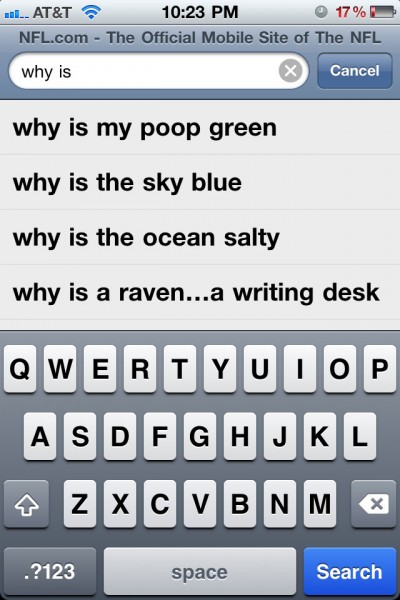 AT&T 10:23 PM 17%
NFL.com - The Official Mobile Site of The NFL
why is Cancel
why is my poop green
why is the sky blue
why is the ocean salty
why is a raven...a writing desk
Q W E R T Y U I O P
A S D F G H J K L
Z X C V B N M
.?123 space Search